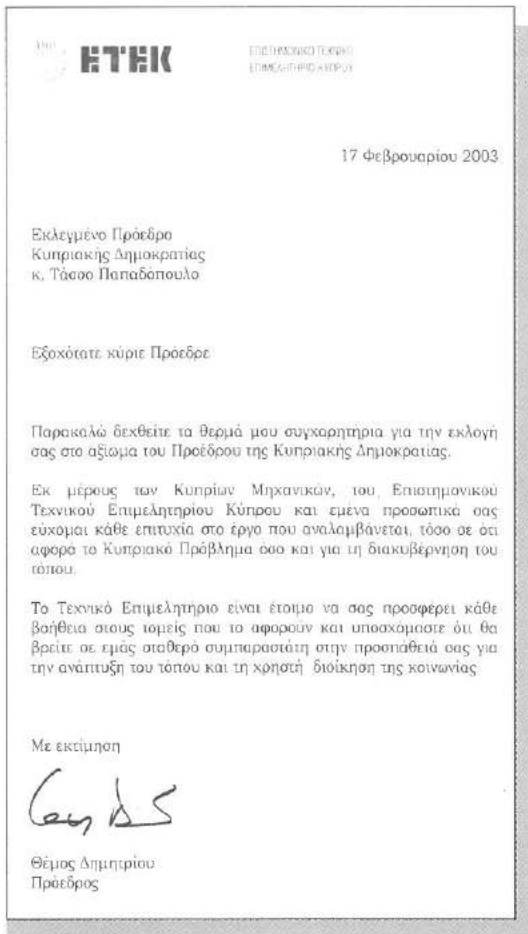 ETEK
ΕΠΙΣΤΗΜΟΝΙΚΟ ΤΕΧΝΙΚΟ
ΕΠΙΜΕΛΗΤΗΡΙΟ ΚΥΠΡΟΥ
17 Φεβρουαρίου 2003
Εκλεγμένο Πρόεδρο
Κυπριακής Δημοκρατίας
κ. Τάσσο Παπαδόπουλο
Εξοχότατε κύριε Πρόεδρε
Παρακαλώ δεχθείτε τα θερμά μου συγχαρητήρια για την εκλογή
σας στο αξίωμα του Προέδρου της Κυπριακής Δημοκρατίας.
Εκ μέρους των Κυπρίων Μηχανικών, του Επιστημονικού
Τεχνικού Επιμελητηρίου Κύπρου και εμένα προσωπικά σας
εύχομαι κάθε επιτυχία στο έργο που αναλαμβάνεται, τόσο σε ότι
αφορά το Κυπριακό Πρόβλημα όσο και για τη διακυβέρνηση του
τόπου.
Το Τεχνικό Επιμελητήριο είναι έτοιμο να σας προσφέρει κάθε
βοήθεια στους τομείς που το αφορούν και υποσχόμαστε ότι θα
βρείτε σε εμάς σταθερό συμπαραστάτη στην προσπάθειά σας για
την ανάπτυξη του τόπου και τη χρηστή διοίκηση της κοινωνίας
Με εκτίμηση
Θέμος Δημητρίου
Πρόεδρος